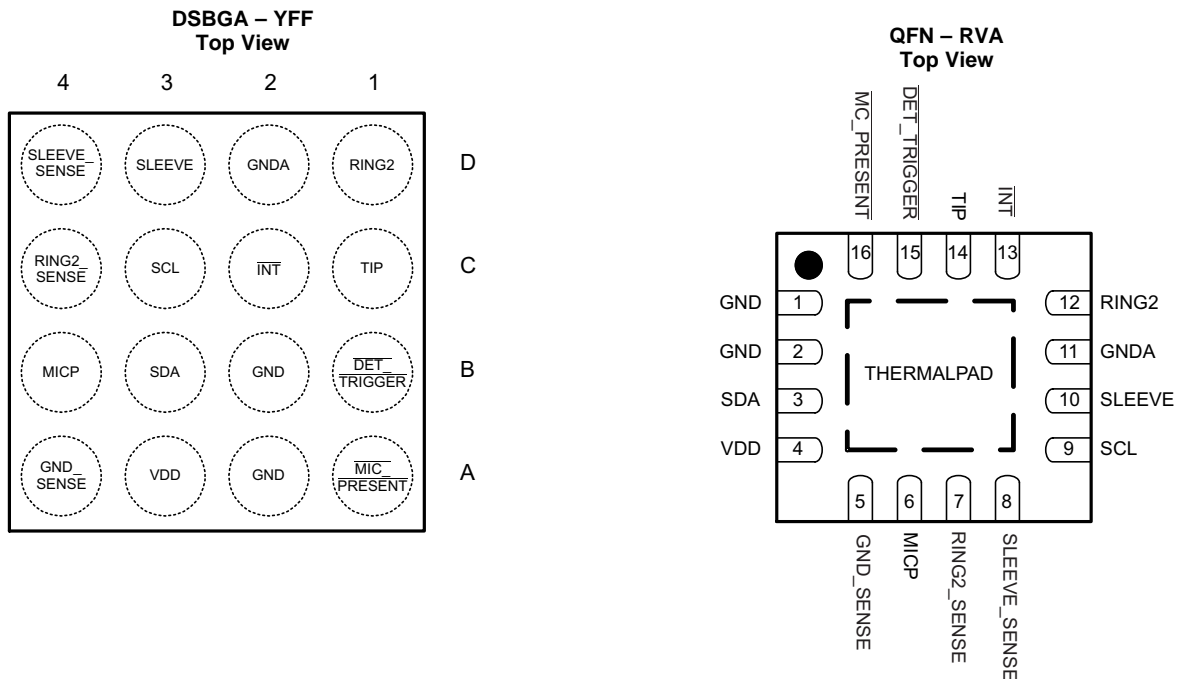 DSBGA – YFF
Top View
4 3 2 1
SLEEVE_
SENSE
SLEEVE
GNDA
RING2
D
RING2_
SENSE
SCL
INT
TIP
C
MICP
SDA
GND
DET_
TRIGGER
B
GND_
SENSE
VDD
GND
MIC_
PRESENT
A
QFN – RVA
Top View
MC_PRESENT
DET_TRIGGER
TIP
INT
16 15 14 13
GND 1
GND 2
SDA 3
VDD 4
THERMALPAD
12 RING2
11 GNDA
10 SLEEVE
9 SCL
5 6 7 8
GND_SENSE
MICP
RING2_SENSE
SLEEVE_SENSE